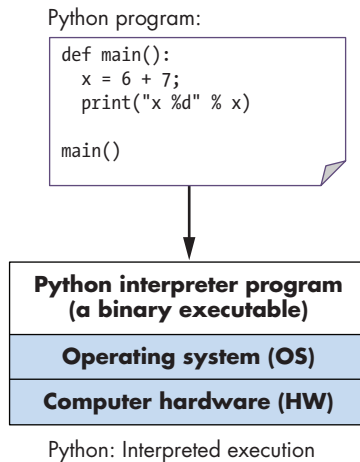 Python program:
def main():
  x = 6 + 7;
  print("x %d" % x)
main()
Python interpreter program
(a binary executable)
Operating system (OS)
Computer hardware (HW)
Python: Interpreted execution